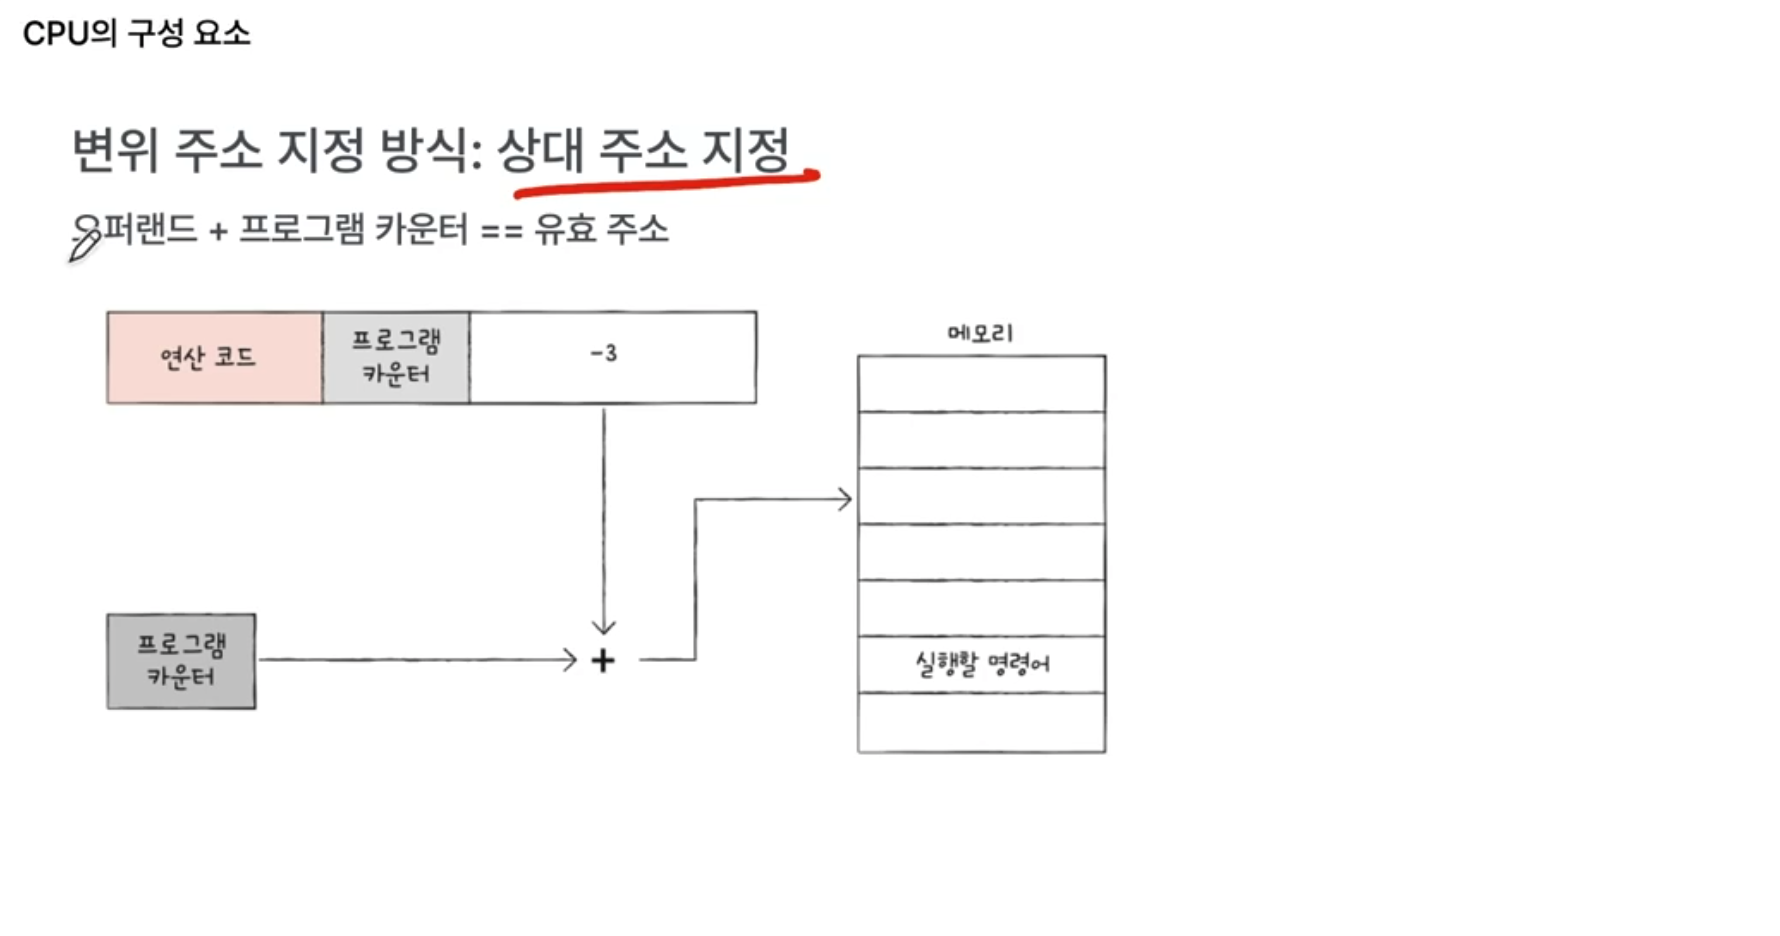 CPU의 구성 요소
변위 주소 지정 방식: 상대 주소 지정
오퍼랜드 + 프로그램 카운터 == 유효 주소
연산 코드
프로그램
카운터
-3
메모리
실행할 명령어
프로그램
카운터
+